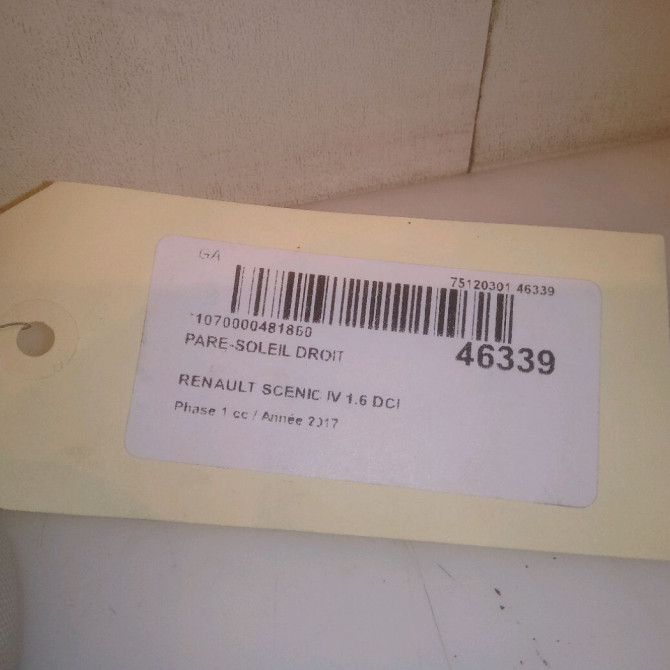 GA
75120301 46339
*1070000481860
46339
PARE-SOLEIL DROIT
RENAULT SCENIC IV 1.6 DCI
Phase 1 cc / Année 2017